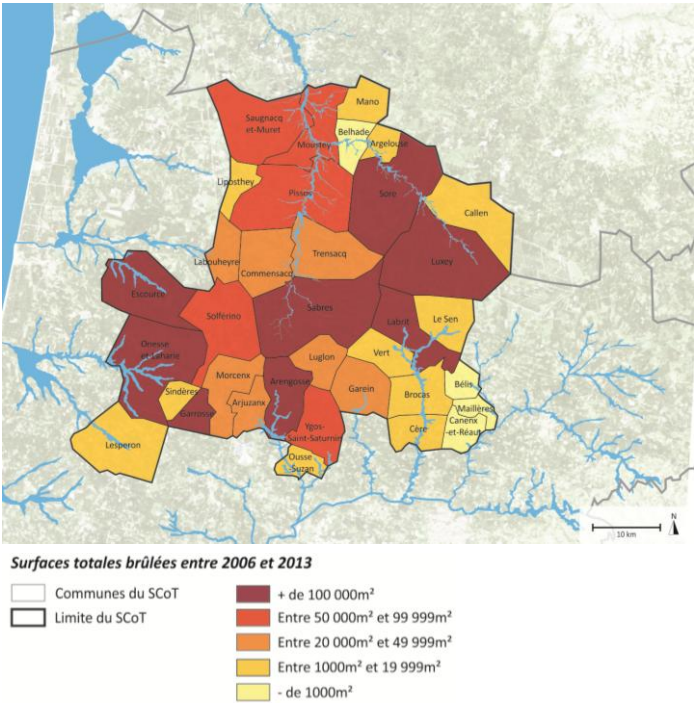 Mano
Saugnacq
et-Muret
Belhade
Moustey
Argelouse
Liposthey
Pissos
Sore
Callen
Trensacq
Labouheyre
Commensacq
Luxey
Escource
Solférino
Sabres
Labrit
Le Sen
Onesse
et-Laharie
Vert
Luglon
Morcenx
Arengosse
Garein
Bélis
Sindères
Brocas
Arjuzanx
Maillères
Garrosse
Canenx
-et-Réaut
Ygos-
Saint-Saturnin
Cère
Lesperon
Ousse
Suzan
10 km
N
Surfaces totales brûlées entre 2006 et 2013
Communes du SCoT
Limite du SCoT
+ de 100 000m²
Entre 50 000m² et 99 999m²
Entre 20 000m² et 49 999m²
Entre 1000m² et 19 999m²
- de 1000m²